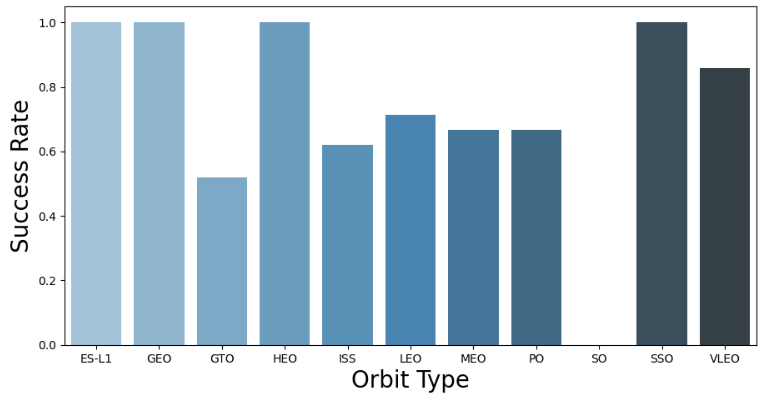 Success Rate
1.0
0.8
0.6
0.4
0.2
0.0
ES-L1 GEO GTO HEO ISS LEO MEO PO SO SSO VLEO
Orbit Type